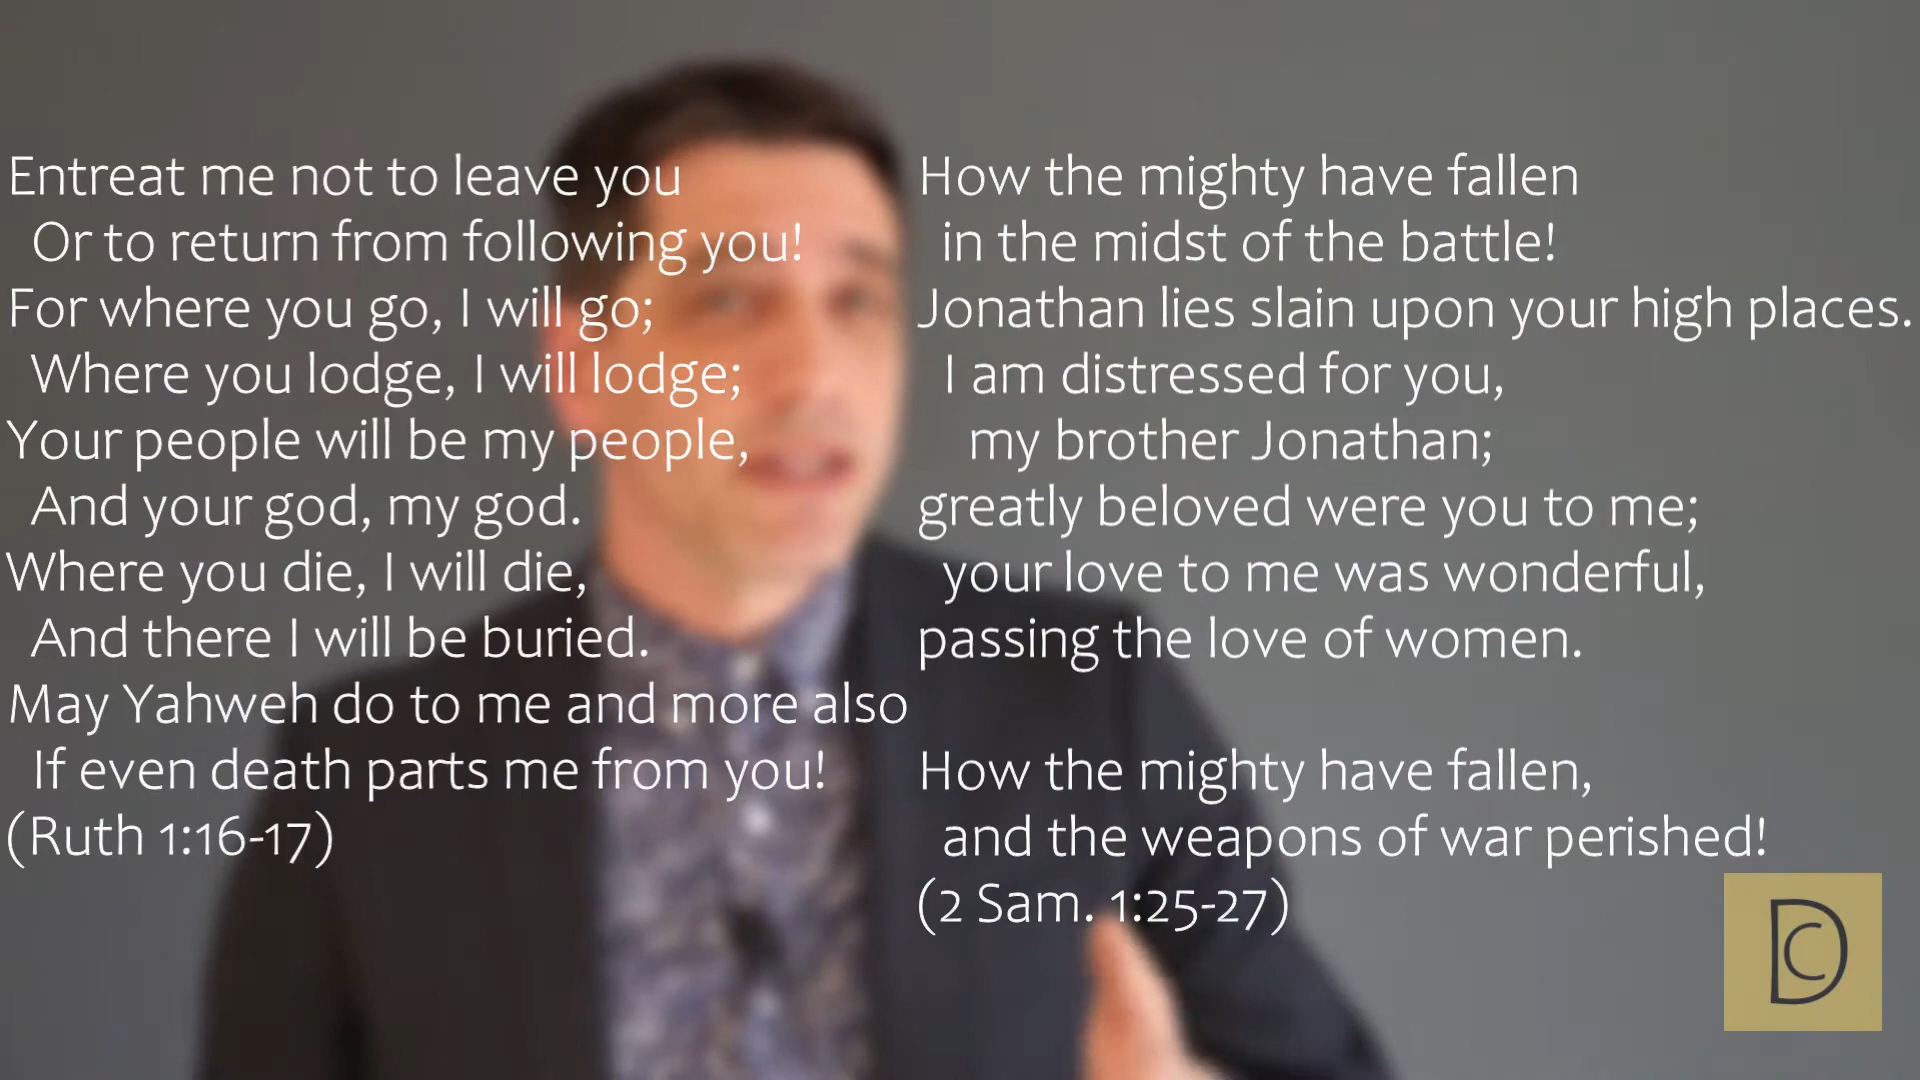 Entreat me not to leave you
Or to return from following you!
For where you go, I will go;
Where you lodge, I will lodge;
Your people will be my people,
And your god, my god.
Where you die, I will die,
And there I will be buried.
May Yahweh do to me and more also
If even death parts me from you!
(Ruth 1:16-17)
How the mighty have fallen
in the midst of the battle!
Jonathan lies slain upon your high places.
I am distressed for you,
my brother Jonathan;
greatly beloved were you to me;
your love to me was wonderful,
passing the love of women.
How the mighty have fallen,
and the weapons of war perished!
(2 Sam. 1:25-27)
DC